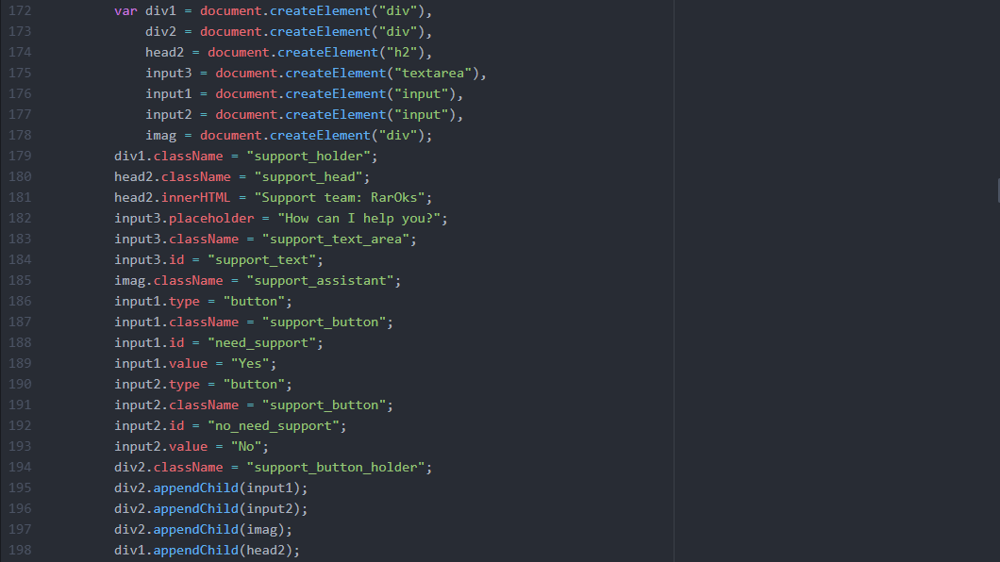 172 var div1 = document.createElement("div"),
173 div2 = document.createElement("div"),
174 head2 = document.createElement("h2"),
175 input3 = document.createElement("textarea"),
176 input1 = document.createElement("input"),
177 input2 = document.createElement("input"),
178 imag = document.createElement("div");
179 div1.className = "support_holder";
180 head2.className = "support_head";
181 head2.innerHTML = "Support team: RarOks";
182 input3.placeholder = "How can I help you?";
183 input3.className = "support_text_area";
184 input3.id = "support_text";
185 imag.className = "support_assistant";
186 input1.type = "button";
187 input1.className = "support_button";
188 input1.id = "need_support";
189 input1.value = "Yes";
190 input2.type = "button";
191 input2.className = "support_button";
192 input2.id = "no_need_support";
193 input2.value = "No";
194 div2.className = "support_button_holder";
195 div2.appendChild(input1);
196 div2.appendChild(input2);
197 div2.appendChild(imag);
198 div1.appendChild(head2);